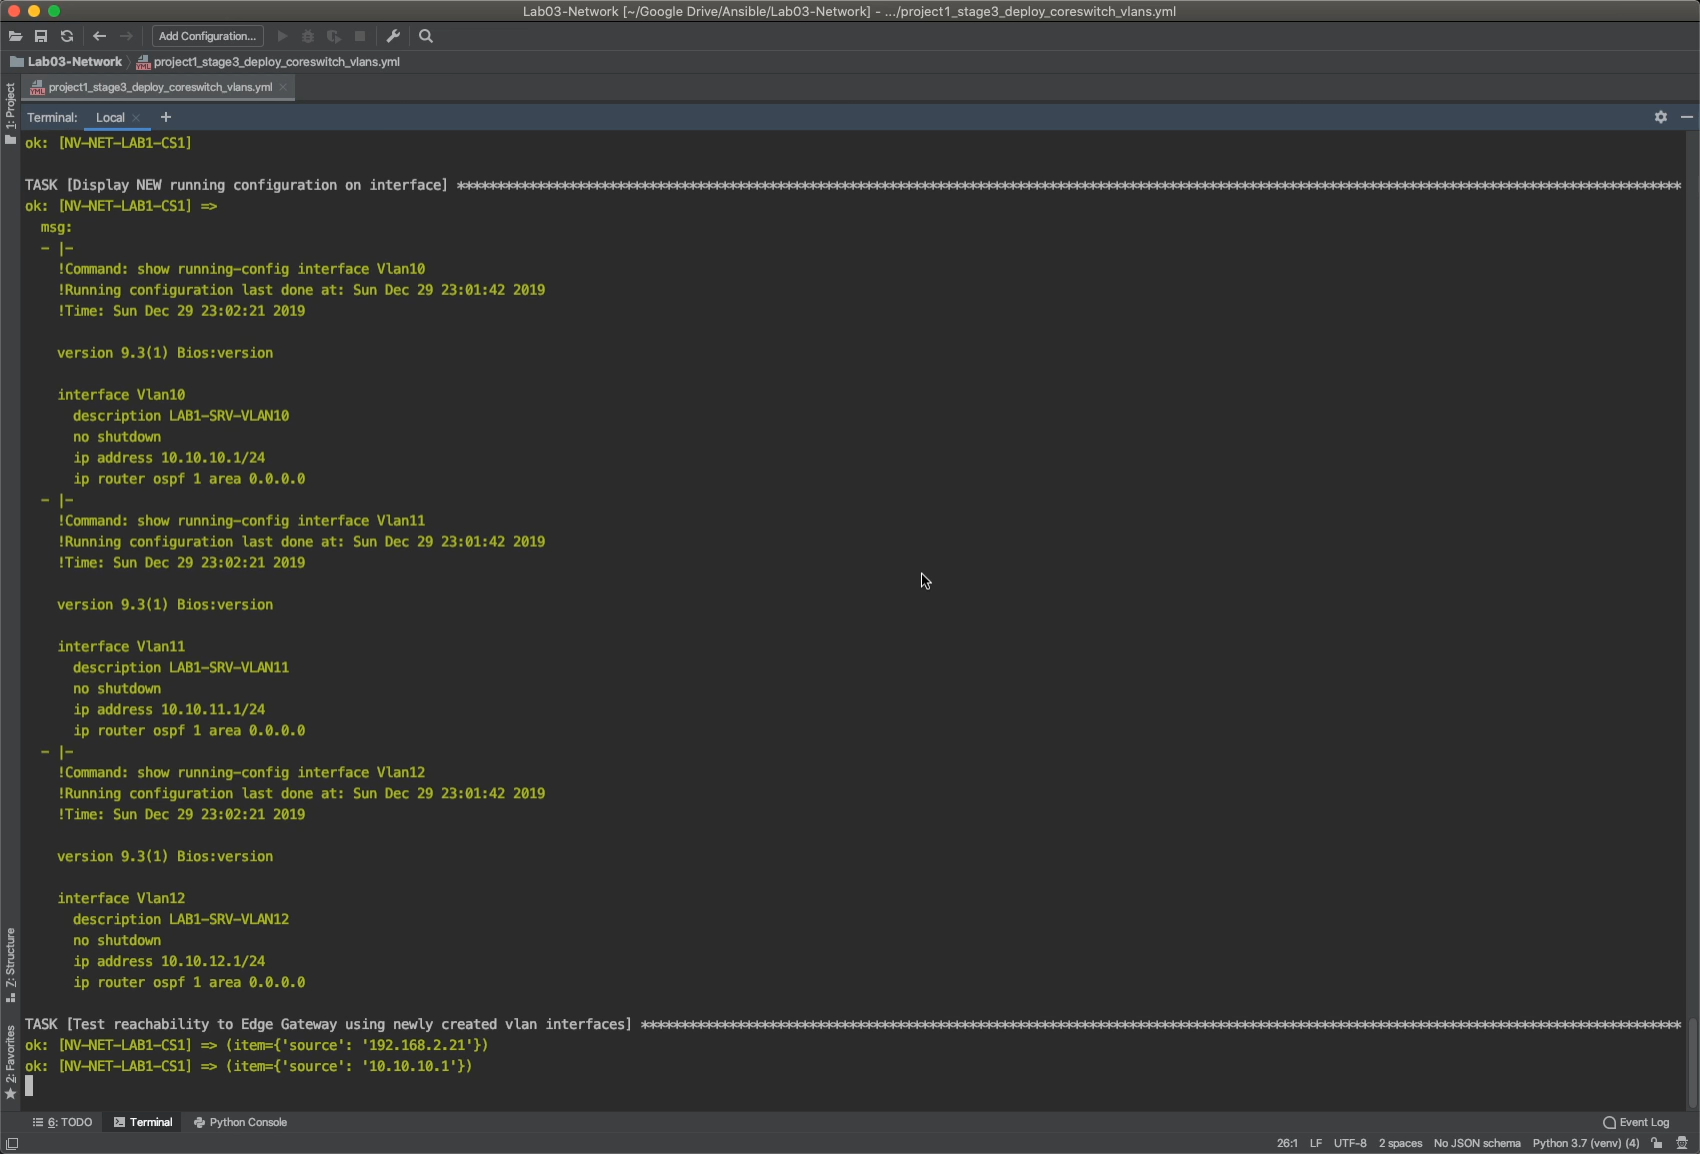 Lab03-Network [~/Google Drive/Ansible/Lab03-Network] - .../project1_stage3_deploy_coreswitch_vlans.yml
Add Configuration...
Lab03-Network
project1_stage3_deploy_coreswitch_vlans.yml
project1_stage3_deploy_coreswitch_vlans.yml
1: Project
Terminal: Local +
ok: [NV-NET-LAB1-CS1]
TASK [Display NEW running configuration on interface] ****************************************************************************************************************************************************
ok: [NV-NET-LAB1-CS1] =>
msg:
- |-
!Command: show running-config interface Vlan10
!Running configuration last done at: Sun Dec 29 23:01:42 2019
!Time: Sun Dec 29 23:02:21 2019
version 9.3(1) Bios:version
interface Vlan10
description LAB1-SRV-VLAN10
no shutdown
ip address 10.10.10.1/24
ip router ospf 1 area 0.0.0.0
- |-
!Command: show running-config interface Vlan11
!Running configuration last done at: Sun Dec 29 23:01:42 2019
!Time: Sun Dec 29 23:02:21 2019
version 9.3(1) Bios:version
interface Vlan11
description LAB1-SRV-VLAN11
no shutdown
ip address 10.10.11.1/24
ip router ospf 1 area 0.0.0.0
- |-
!Command: show running-config interface Vlan12
!Running configuration last done at: Sun Dec 29 23:01:42 2019
!Time: Sun Dec 29 23:02:21 2019
version 9.3(1) Bios:version
interface Vlan12
description LAB1-SRV-VLAN12
no shutdown
ip address 10.10.12.1/24
ip router ospf 1 area 0.0.0.0
TASK [Test reachability to Edge Gateway using newly created vlan interfaces] **********************************************************************************************************************************
ok: [NV-NET-LAB1-CS1] => (item={'source': '192.168.2.21'})
ok: [NV-NET-LAB1-CS1] => (item={'source': '10.10.10.1'})
Z: Structure
2: Favorites
6: TODO
Terminal
Python Console
Event Log
26:1 LF UTF-8 2 spaces No JSON schema Python 3.7 (venv) (4)